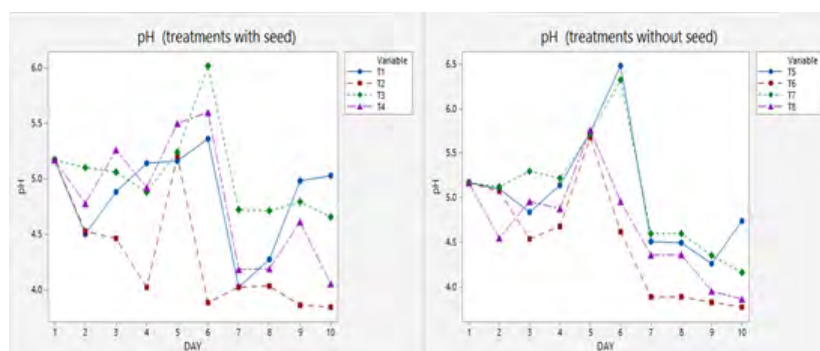 pH (treatments with seed)
Variable
T1
T2
T3
T4
6.0
5.5
5.0
4.5
4.0
pH
1 2 3 4 5 6 7 8 9 10
DAY
pH (treatments without seed)
Variable
T5
T6
T7
T8
6.5
6.0
5.5
5.0
4.5
4.0
pH
1 2 3 4 5 6 7 8 9 10
DAY